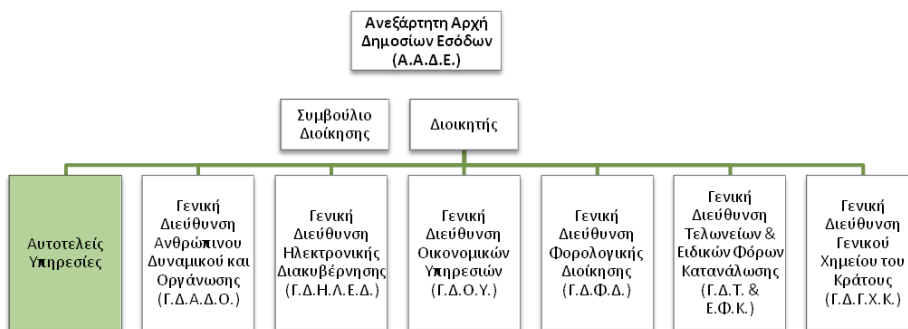 Ανεξάρτητη Αρχή
Δημοσίων Εσόδων
(Α.Α.Δ.Ε.)
Συμβούλιο
Διοίκησης
Διοικητής
Αυτοτελείς
Υπηρεσίες
Γενική
Διεύθυνση
Ανθρώπινου
Δυναμικού και
Οργάνωσης
(Γ.Δ.Α.Δ.Ο.)
Γενική
Διεύθυνση
Ηλεκτρονικής
Διακυβέρνησης
(Γ.Δ.Η.Λ.Ε.Δ.)
Γενική
Διεύθυνση
Οικονομικών
Υπηρεσιών
(Γ.Δ.Ο.Υ.)
Γενική
Διεύθυνση
Φορολογικής
Διοίκησης
(Γ.Δ.Φ.Δ.)
Γενική
Διεύθυνση
Τελωνείων &
Ειδικών Φόρων
Κατανάλωσης
(Γ.Δ.Τ. &
Ε.Φ.Κ.)
Γενική
Διεύθυνση
Γενικού
Χημείου του
Κράτους
(Γ.Δ.Γ.Χ.Κ.)